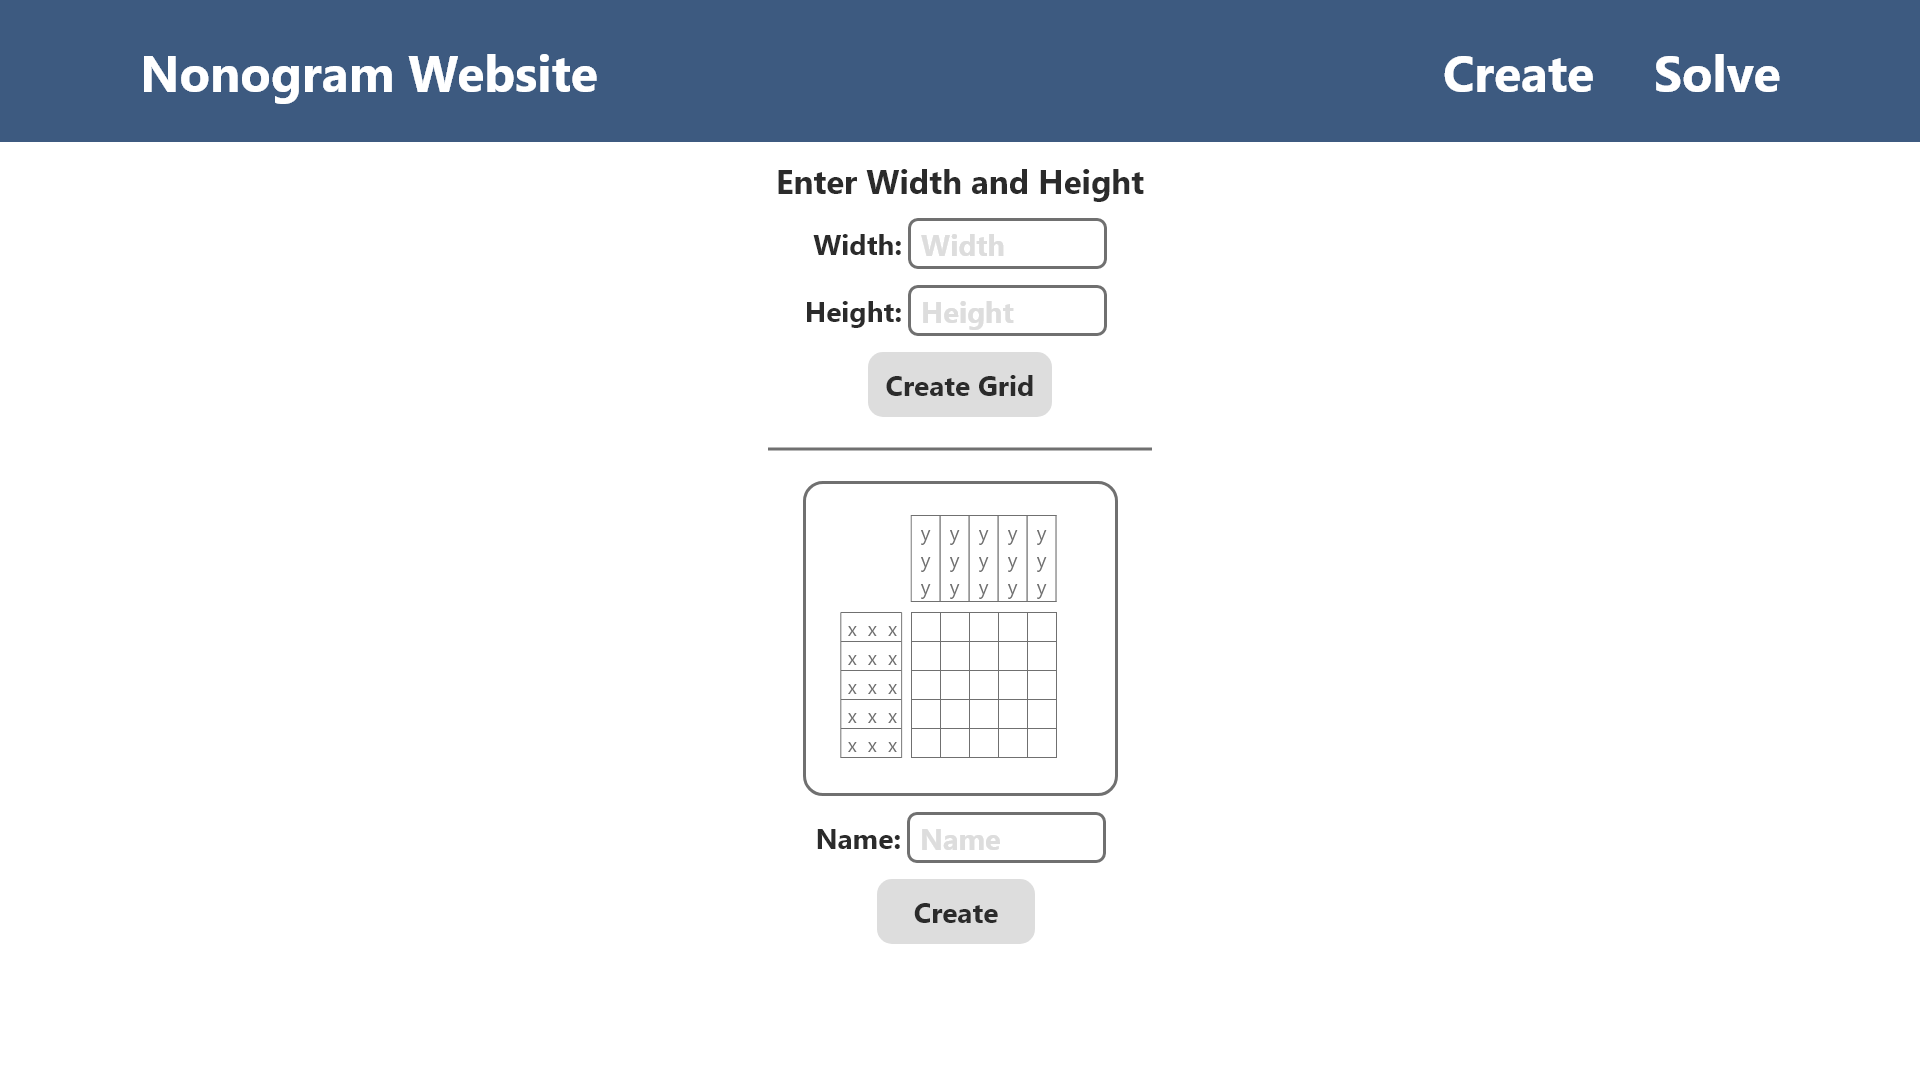 Nonogram Website Create Solve
Enter Width and Height
Width: Width
Height: Height
Create Grid
y y y y y
y y y y y
y y y y y
x x x
x x x
x x x
x x x
x x x
Name: Name
Create